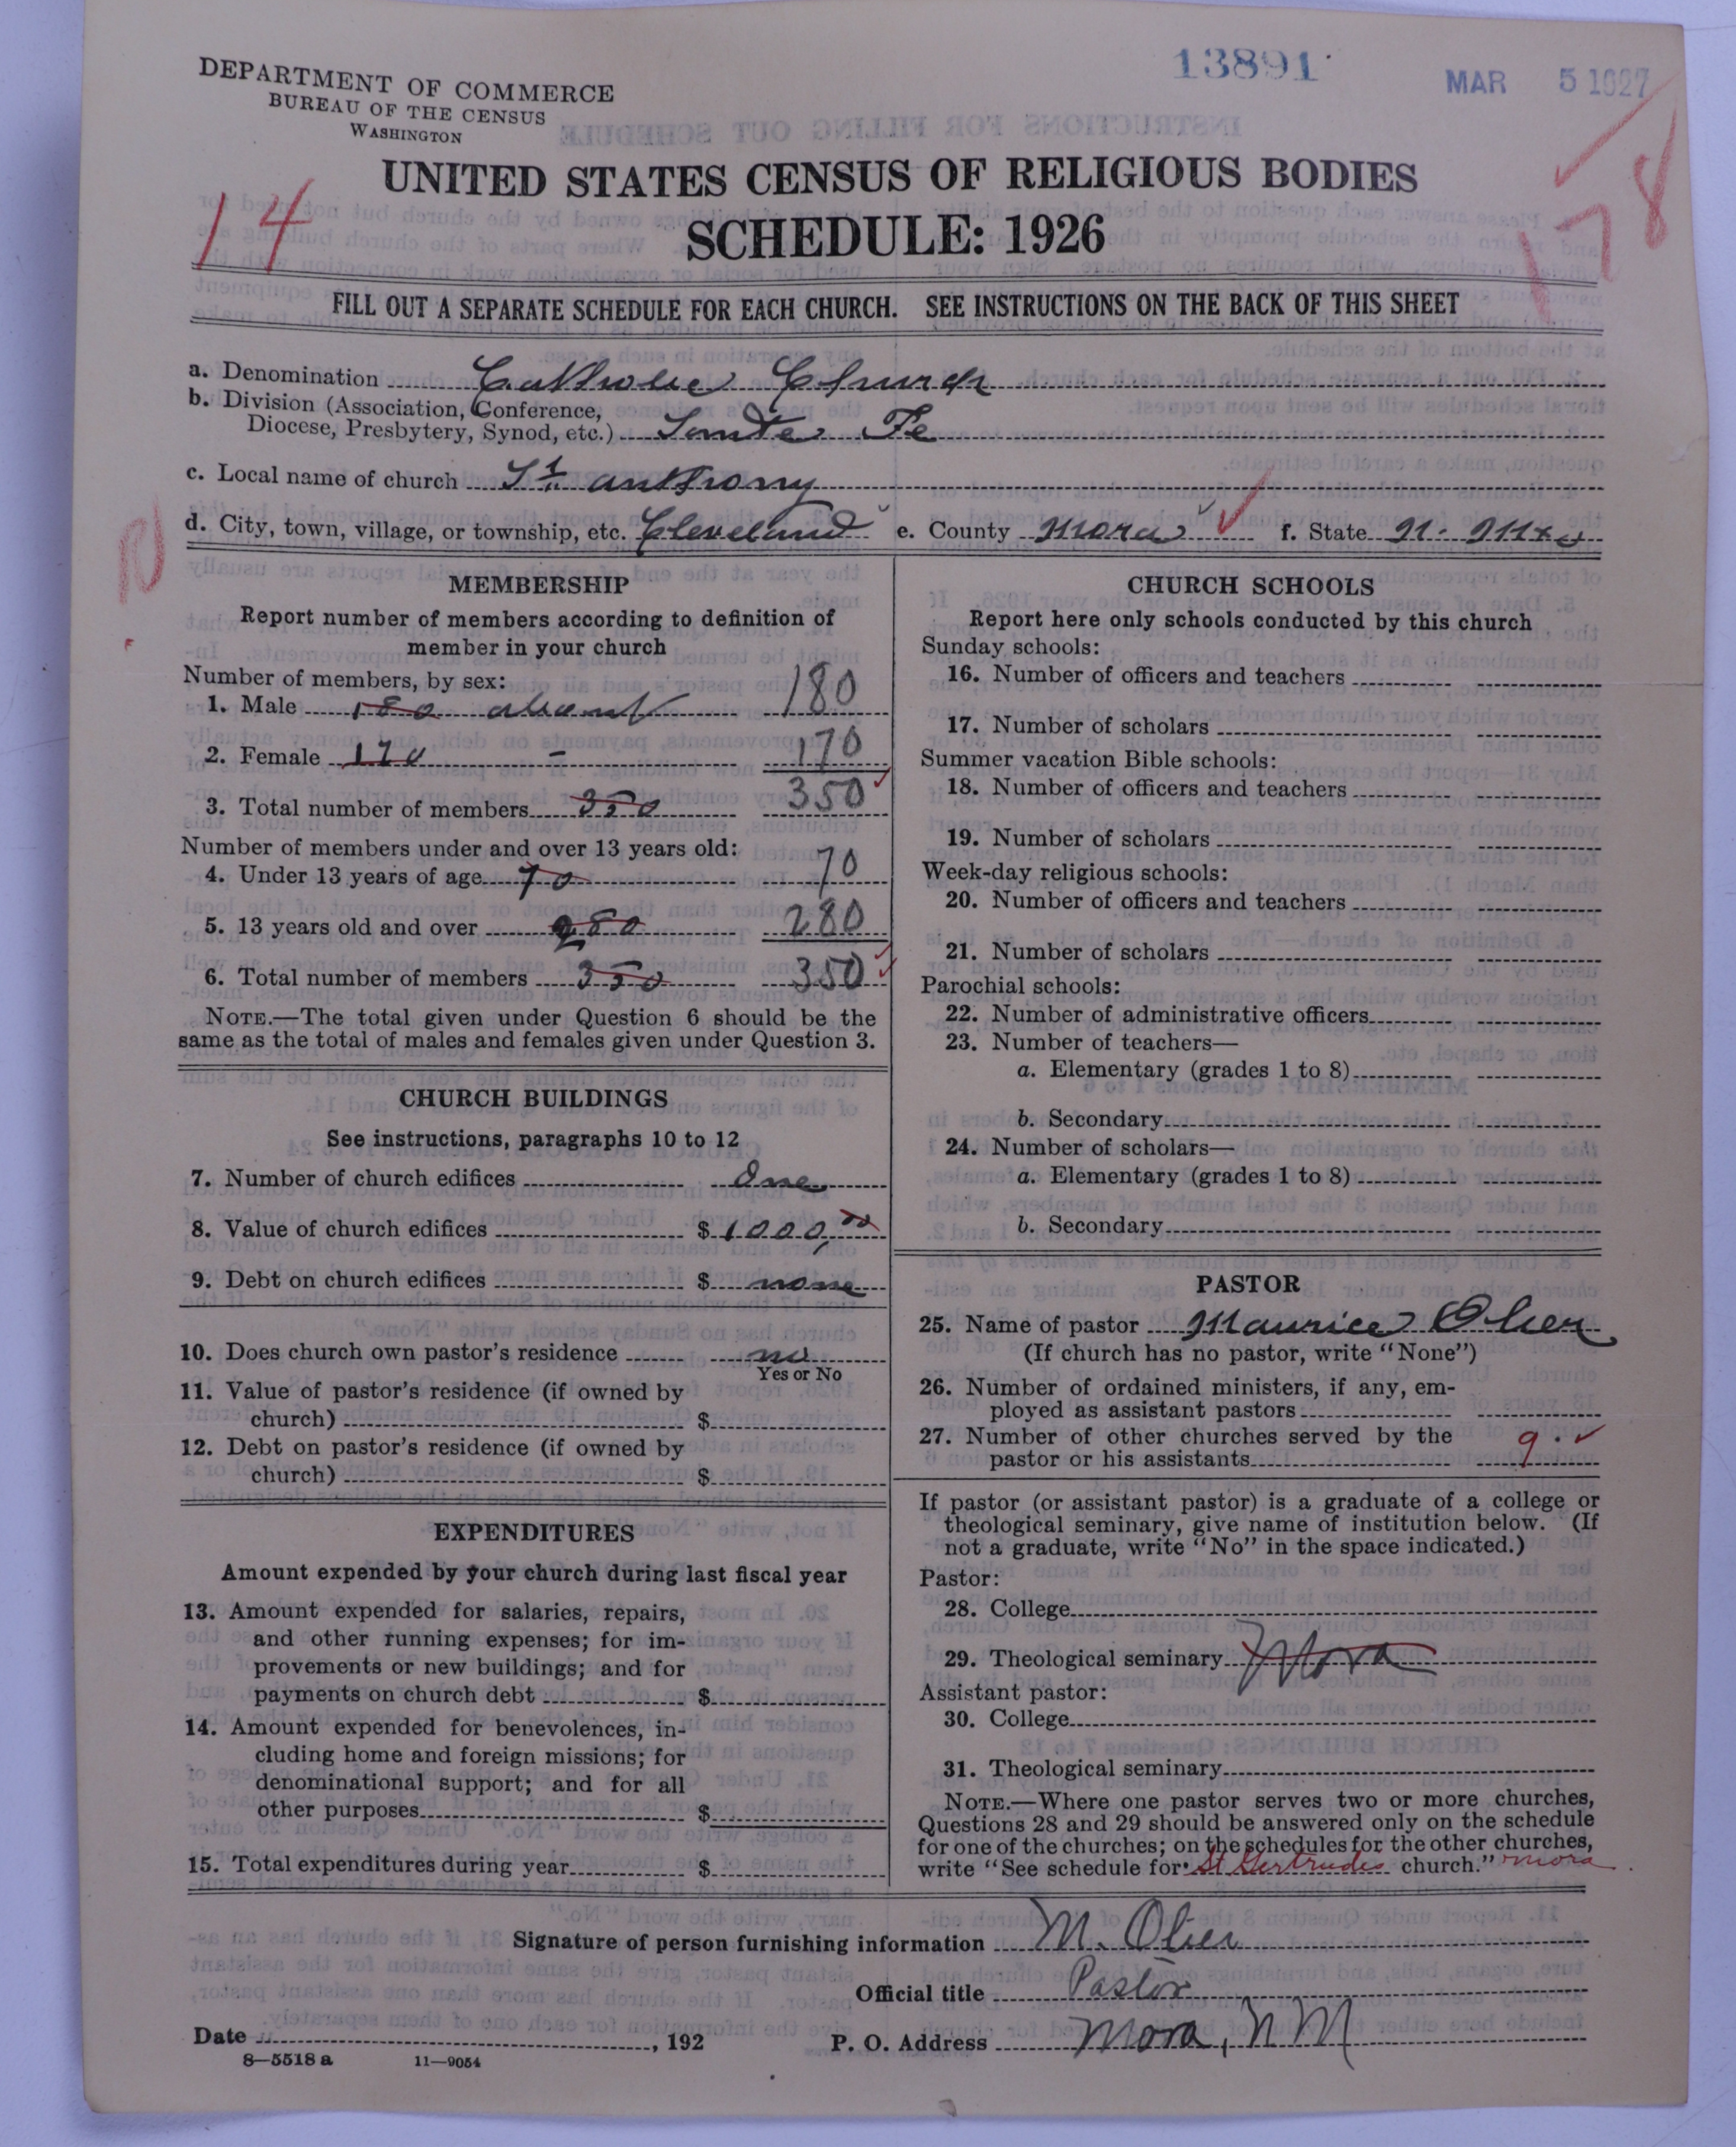 13891
MAR 5 1927
DEPARTMENT OF COMMERCE
BUREAU OF THE CENSUS
WASHINGTON
UNITED STATES CENSUS OF RELIGIOUS BODIES
SCHEDULE: 1926
14
178
FILL OUT A SEPARATE SCHEDULE FOR EACH CHURCH. SEE INSTRUCTIONS ON THE BACK OF THIS SHEET
a. Denomination Catholic Church
b. Division (Association, Conference,
Diocese, Presbytery, Synod, etc.) Santa Fe
c. Local name of church St. Anthony
d. City, town, village, or township, etc. Cleveland e. County Mora f. State N. Mex
MEMBERSHIP
Report number of members according to definition of
member in your church
Number of members, by sex:
1. Male 180 about 180
2. Female 170 - 170
3. Total number of members 350 350
Number of members under and over 13 years old:
4. Under 13 years of age 70 70
5. 13 years old and over 280 280
6. Total number of members 350 350
NOTE.—The total given under Question 6 should be the
same as the total of males and females given under Question 3.
CHURCH BUILDINGS
See instructions, paragraphs 10 to 12
7. Number of church edifices One
8. Value of church edifices $ 1000,00
9. Debt on church edifices $ none
10. Does church own pastor's residence no
Yes or No
11. Value of pastor's residence (if owned by
church) $
12. Debt on pastor's residence (if owned by
church) $
EXPENDITURES
Amount expended by your church during last fiscal year
13. Amount expended for salaries, repairs,
and other running expenses; for im-
provements or new buildings; and for
payments on church debt $
14. Amount expended for benevolences, in-
cluding home and foreign missions; for
denominational support; and for all
other purposes $
15. Total expenditures during year $
CHURCH SCHOOLS
Report here only schools conducted by this church
Sunday schools:
16. Number of officers and teachers
17. Number of scholars
Summer vacation Bible schools:
18. Number of officers and teachers
19. Number of scholars
Week-day religious schools:
20. Number of officers and teachers
21. Number of scholars
Parochial schools:
22. Number of administrative officers
23. Number of teachers—
a. Elementary (grades 1 to 8)
b. Secondary
24. Number of scholars—
a. Elementary (grades 1 to 8)
b. Secondary
PASTOR
25. Name of pastor Maurice Olier
(If church has no pastor, write "None")
26. Number of ordained ministers, if any, em-
ployed as assistant pastors
27. Number of other churches served by the
pastor or his assistants 9.
If pastor (or assistant pastor) is a graduate of a college or
theological seminary, give name of institution below. (If
not a graduate, write "No" in the space indicated.)
Pastor:
28. College
29. Theological seminary Mora
Assistant pastor:
30. College
31. Theological seminary
NOTE.—Where one pastor serves two or more churches,
Questions 28 and 29 should be answered only on the schedule
for one of the churches; on the schedules for the other churches,
write "See schedule for St Gertrudes church." Mora
Signature of person furnishing information M. Olier
Official title Pastor
Date , 192 P. O. Address Mora, N M
8—5518 a 11—9054